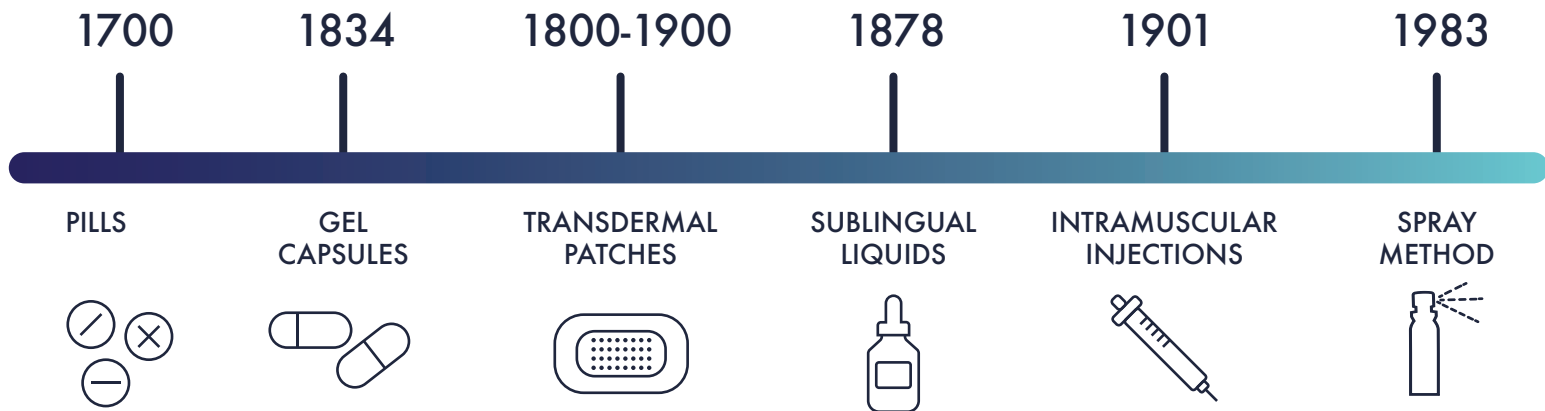 1700
1834
1800-1900
1878
1901
1983
PILLS
GEL
CAPSULES
TRANSDERMAL
PATCHES
SUBLINGUAL
LIQUIDS
INTRAMUSCULAR
INJECTIONS
SPRAY
METHOD